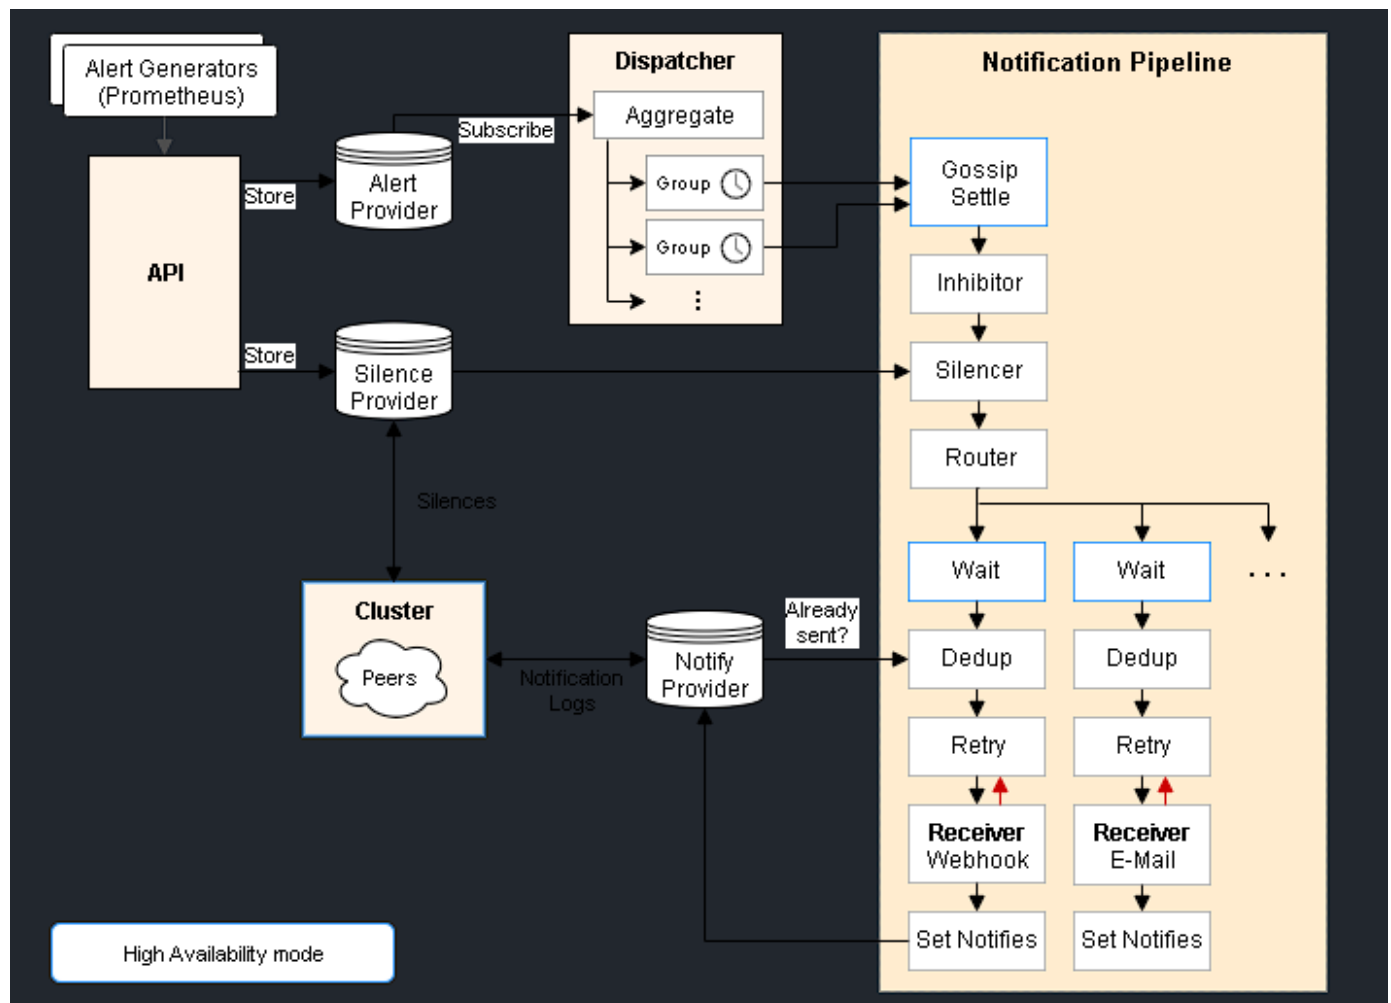 Alert Generators
(Prometheus)
API
Store
Alert
Provider
Subscribe
Dispatcher
Aggregate
Group
Group
⋮
Store
Silence
Provider
Silences
Cluster
Peers
Notification
Logs
Notify
Provider
Already
sent?
Notification Pipeline
Gossip
Settle
Inhibitor
Silencer
Router
Wait
Wait
...
Dedup
Dedup
Retry
Retry
Receiver
Webhook
Receiver
E-Mail
Set Notifies
Set Notifies
High Availability mode